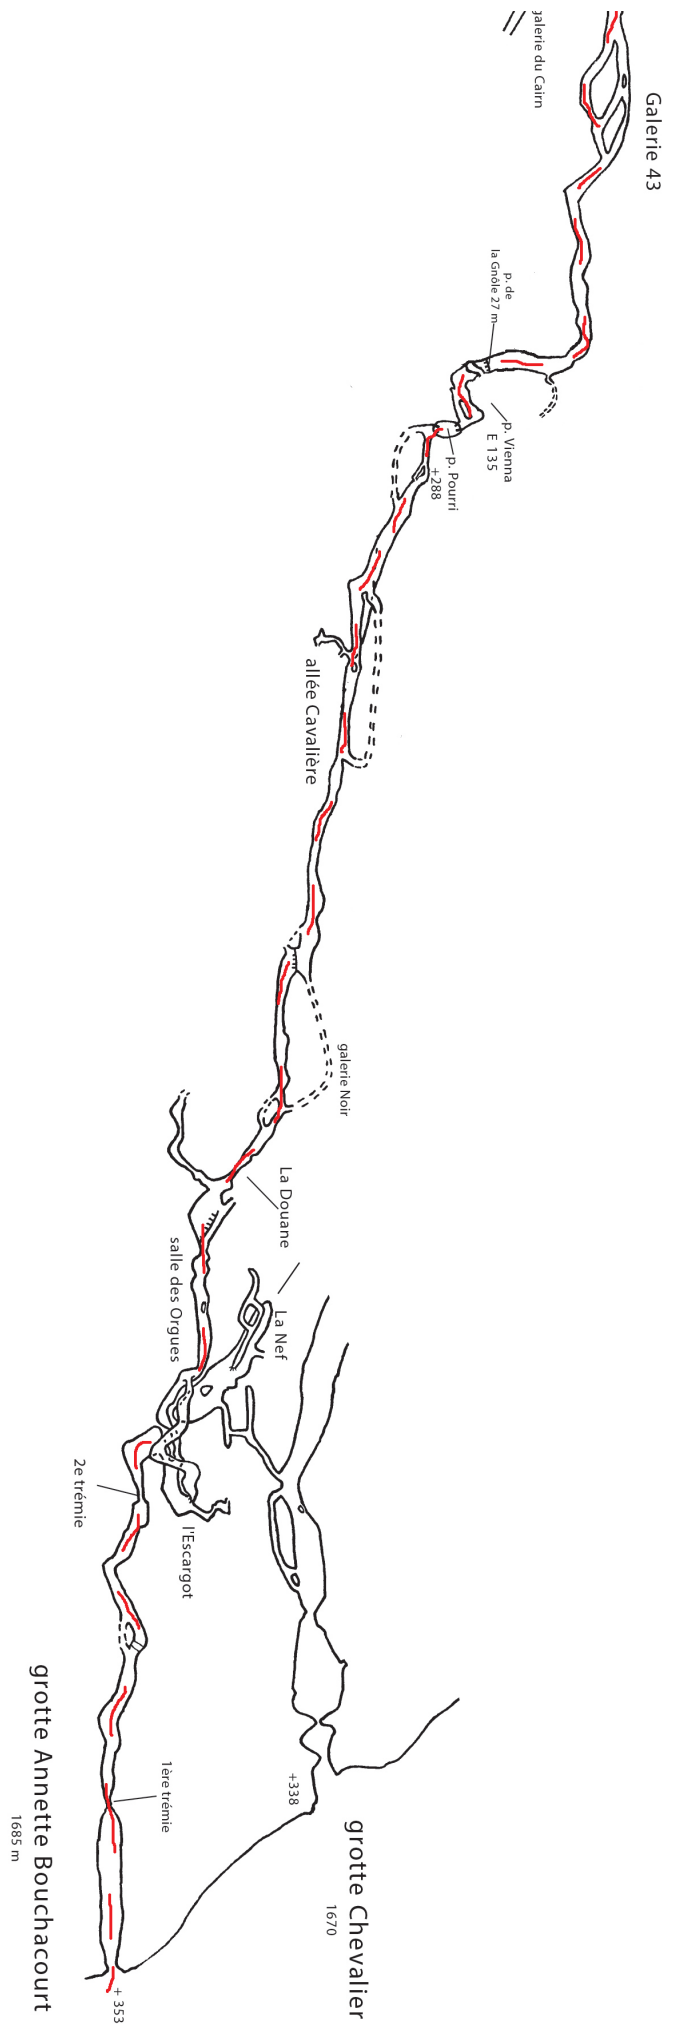 galerie du Cairn
Galerie 43
p. de
la Gnôle 27 m
p. Vienna
E 135
p. Pourri
+288
allée Cavalière
galerie Noir
La Douane
salle des Orgues
La Nef
2e trémie
l'Escargot
1ère trémie
+338
grotte Chevalier
1670
grotte Annette Bouchacourt
1685 m
+ 353